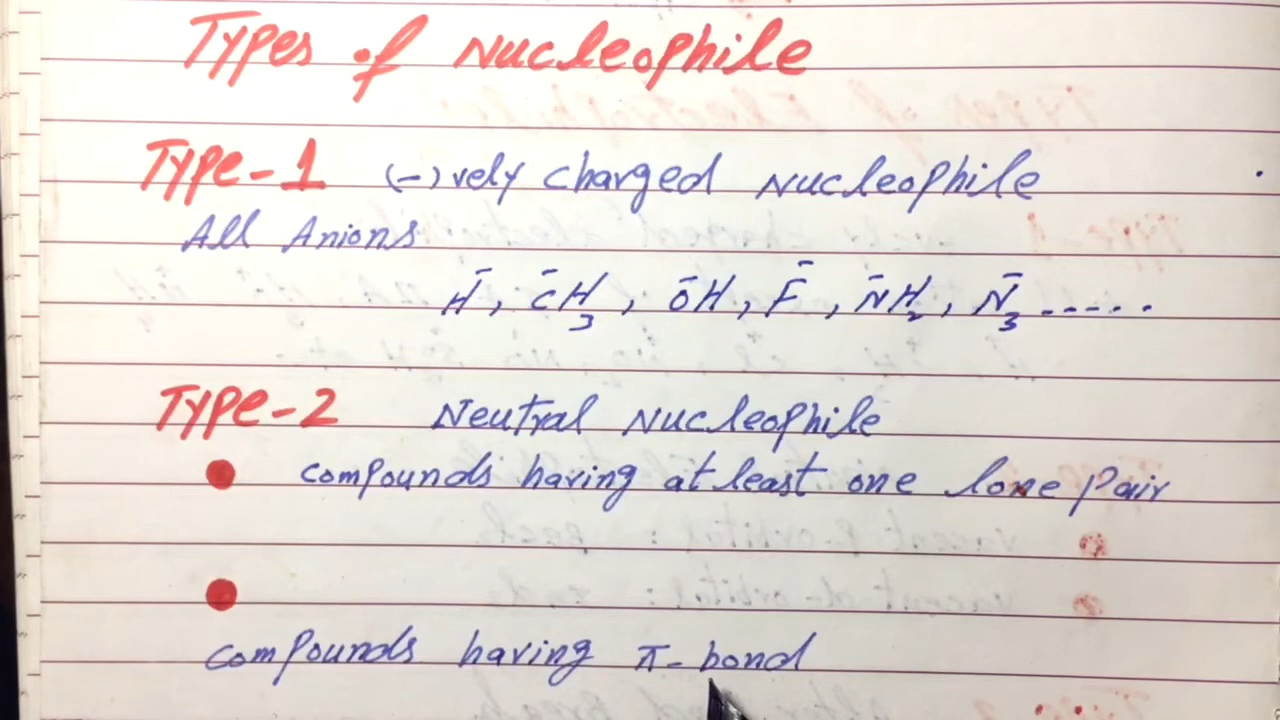 Types of Nucleophile
Type-1 (-)vely charged Nucleophile
All Anions
H̄, C̄H₃, ŌH, F̄, N̄H₂, N̄₃ -----..
Type-2 Neutral Nucleophile
● compounds having at least one lone pair
●
compounds having π-bond